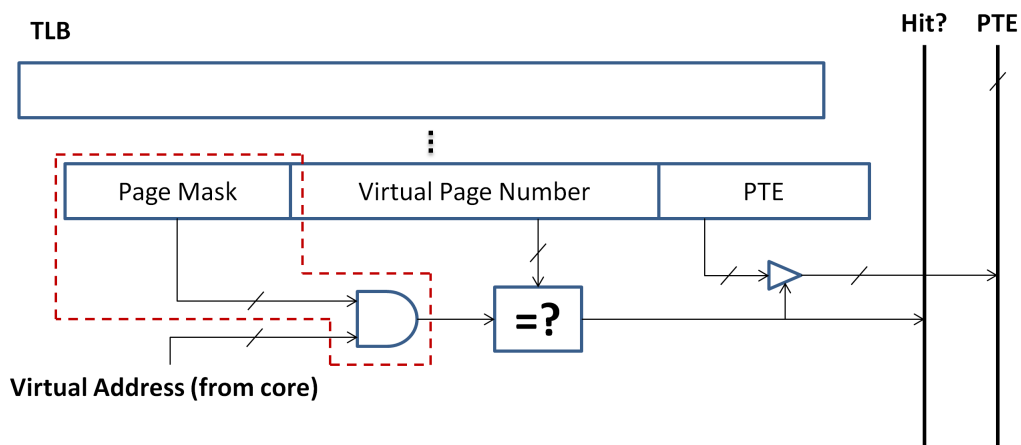 TLB
Hit?
PTE
Page Mask
Virtual Page Number
PTE
=?
Virtual Address (from core)